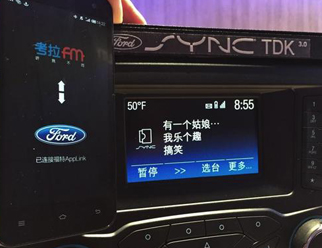 考拉fm
Ford
已连接福特AppLink
Ford SYNC TDK 3.0
50°F 8:55
有一个姑娘…
我乐个趣
搞笑
SYNC
暂停 >> 选台 更多...